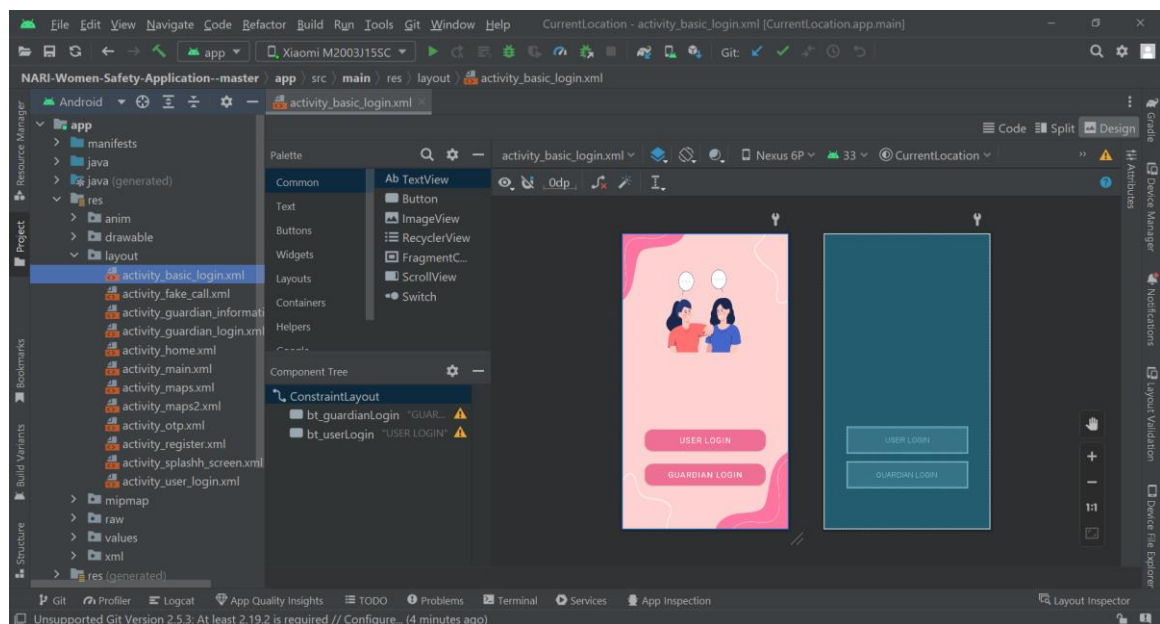 File Edit View Navigate Code Refactor Build Run Tools Git Window Help CurrentLocation - activity_basic_login.xml [CurrentLocation.app.main]
app Xiaomi M2003J15SC Git:
NARI-Women-Safety-Application--master app src main res layout activity_basic_login.xml
Android
activity_basic_login.xml
Code Split Design
app
manifests
java
java (generated)
res
anim
drawable
layout
activity_basic_login.xml
activity_fake_call.xml
activity_guardian_informati
activity_guardian_login.xml
activity_home.xml
activity_main.xml
activity_maps.xml
activity_maps2.xml
activity_otp.xml
activity_register.xml
activity_splashh_screen.xml
activity_user_login.xml
mipmap
raw
values
xml
res (generated)
Palette
Common
Text
Buttons
Widgets
Layouts
Containers
Helpers
Google
Ab TextView
Button
ImageView
RecyclerView
FragmentC...
ScrollView
Switch
Component Tree
ConstraintLayout
bt_guardianLogin "GUAR...
bt_userLogin "USER LOGIN"
activity_basic_login.xml Nexus 6P 33 CurrentLocation
0dp
USER LOGIN
GUARDIAN LOGIN
USER LOGIN
GUARDIAN LOGIN
1:1
Resource Manager
Project
Bookmarks
Build Variants
Structure
Gradle
Attributes
Device Manager
Notifications
Layout Validation
Device File Explorer
Git Profiler Logcat App Quality Insights TODO Problems Terminal Services App Inspection Layout Inspector
Unsupported Git Version 2.5.3: At least 2.19.2 is required // Configure... (4 minutes ago)